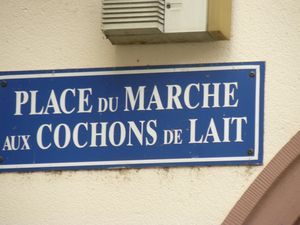 PLACE DU MARCHE
AUX COCHONS DE LAIT